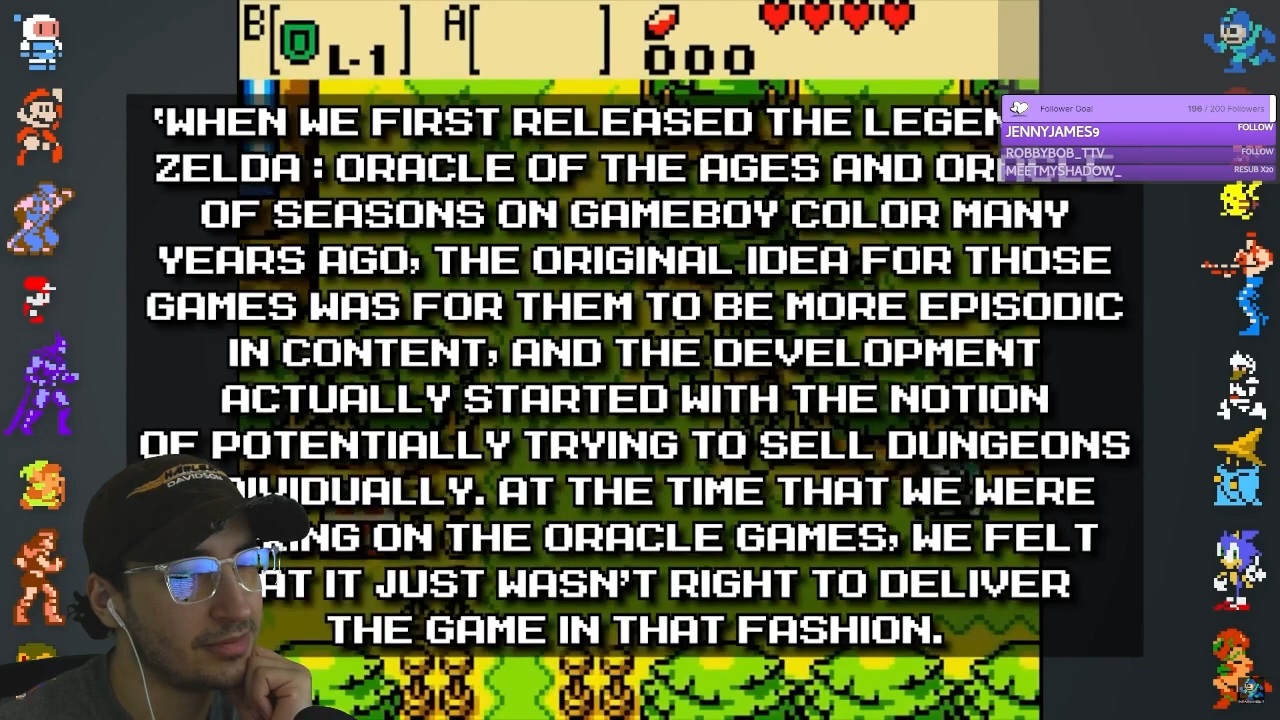 B[ L-1 ] A[ ] 000
Follower Goal 196 / 200 Followers
JENNYJAMES9 FOLLOW
ROBBYBOB_TTV FOLLOW
MEETMYSHADOW_ RESUB X20
'WHEN WE FIRST RELEASED THE
ZELDA : ORACLE OF THE AGES AND
OF SEASONS ON GAMEBOY COLOR MANY
YEARS AGO, THE ORIGINAL IDEA FOR THOSE
GAMES WAS FOR THEM TO BE MORE EPISODIC
IN CONTENT, AND THE DEVELOPMENT
ACTUALLY STARTED WITH THE NOTION
OF POTENTIALLY TRYING TO SELL DUNGEONS
AT THE TIME THAT WE WERE
ON THE ORACLE GAMES, WE FELT
IT JUST WASN'T RIGHT TO DELIVER
THE GAME IN THAT FASHION.
DAVIDSON